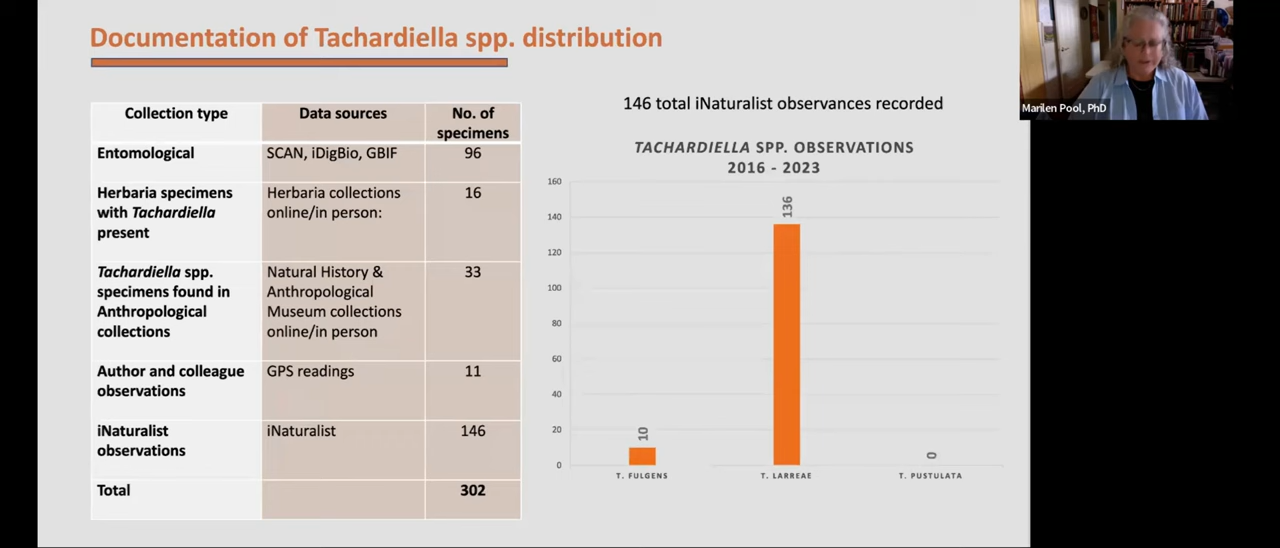 Documentation of Tachardiella spp. distribution
Collection type
Data sources
No. of
specimens
Entomological
SCAN, iDigBio, GBIF
96
Herbaria specimens
with Tachardiella
present
Herbaria collections
online/in person:
16
Tachardiella spp.
specimens found in
Anthropological
collections
Natural History &
Anthropological
Museum collections
online/in person
33
Author and colleague
observations
GPS readings
11
iNaturalist
observations
iNaturalist
146
Total
302
146 total iNaturalist observances recorded
TACHARDIELLA SPP. OBSERVATIONS
2016 - 2023
160
140
120
100
80
60
40
20
0
10
136
0
T. FULGENS
T. LARREAE
T. PUSTULATA
Marilen Pool, PhD